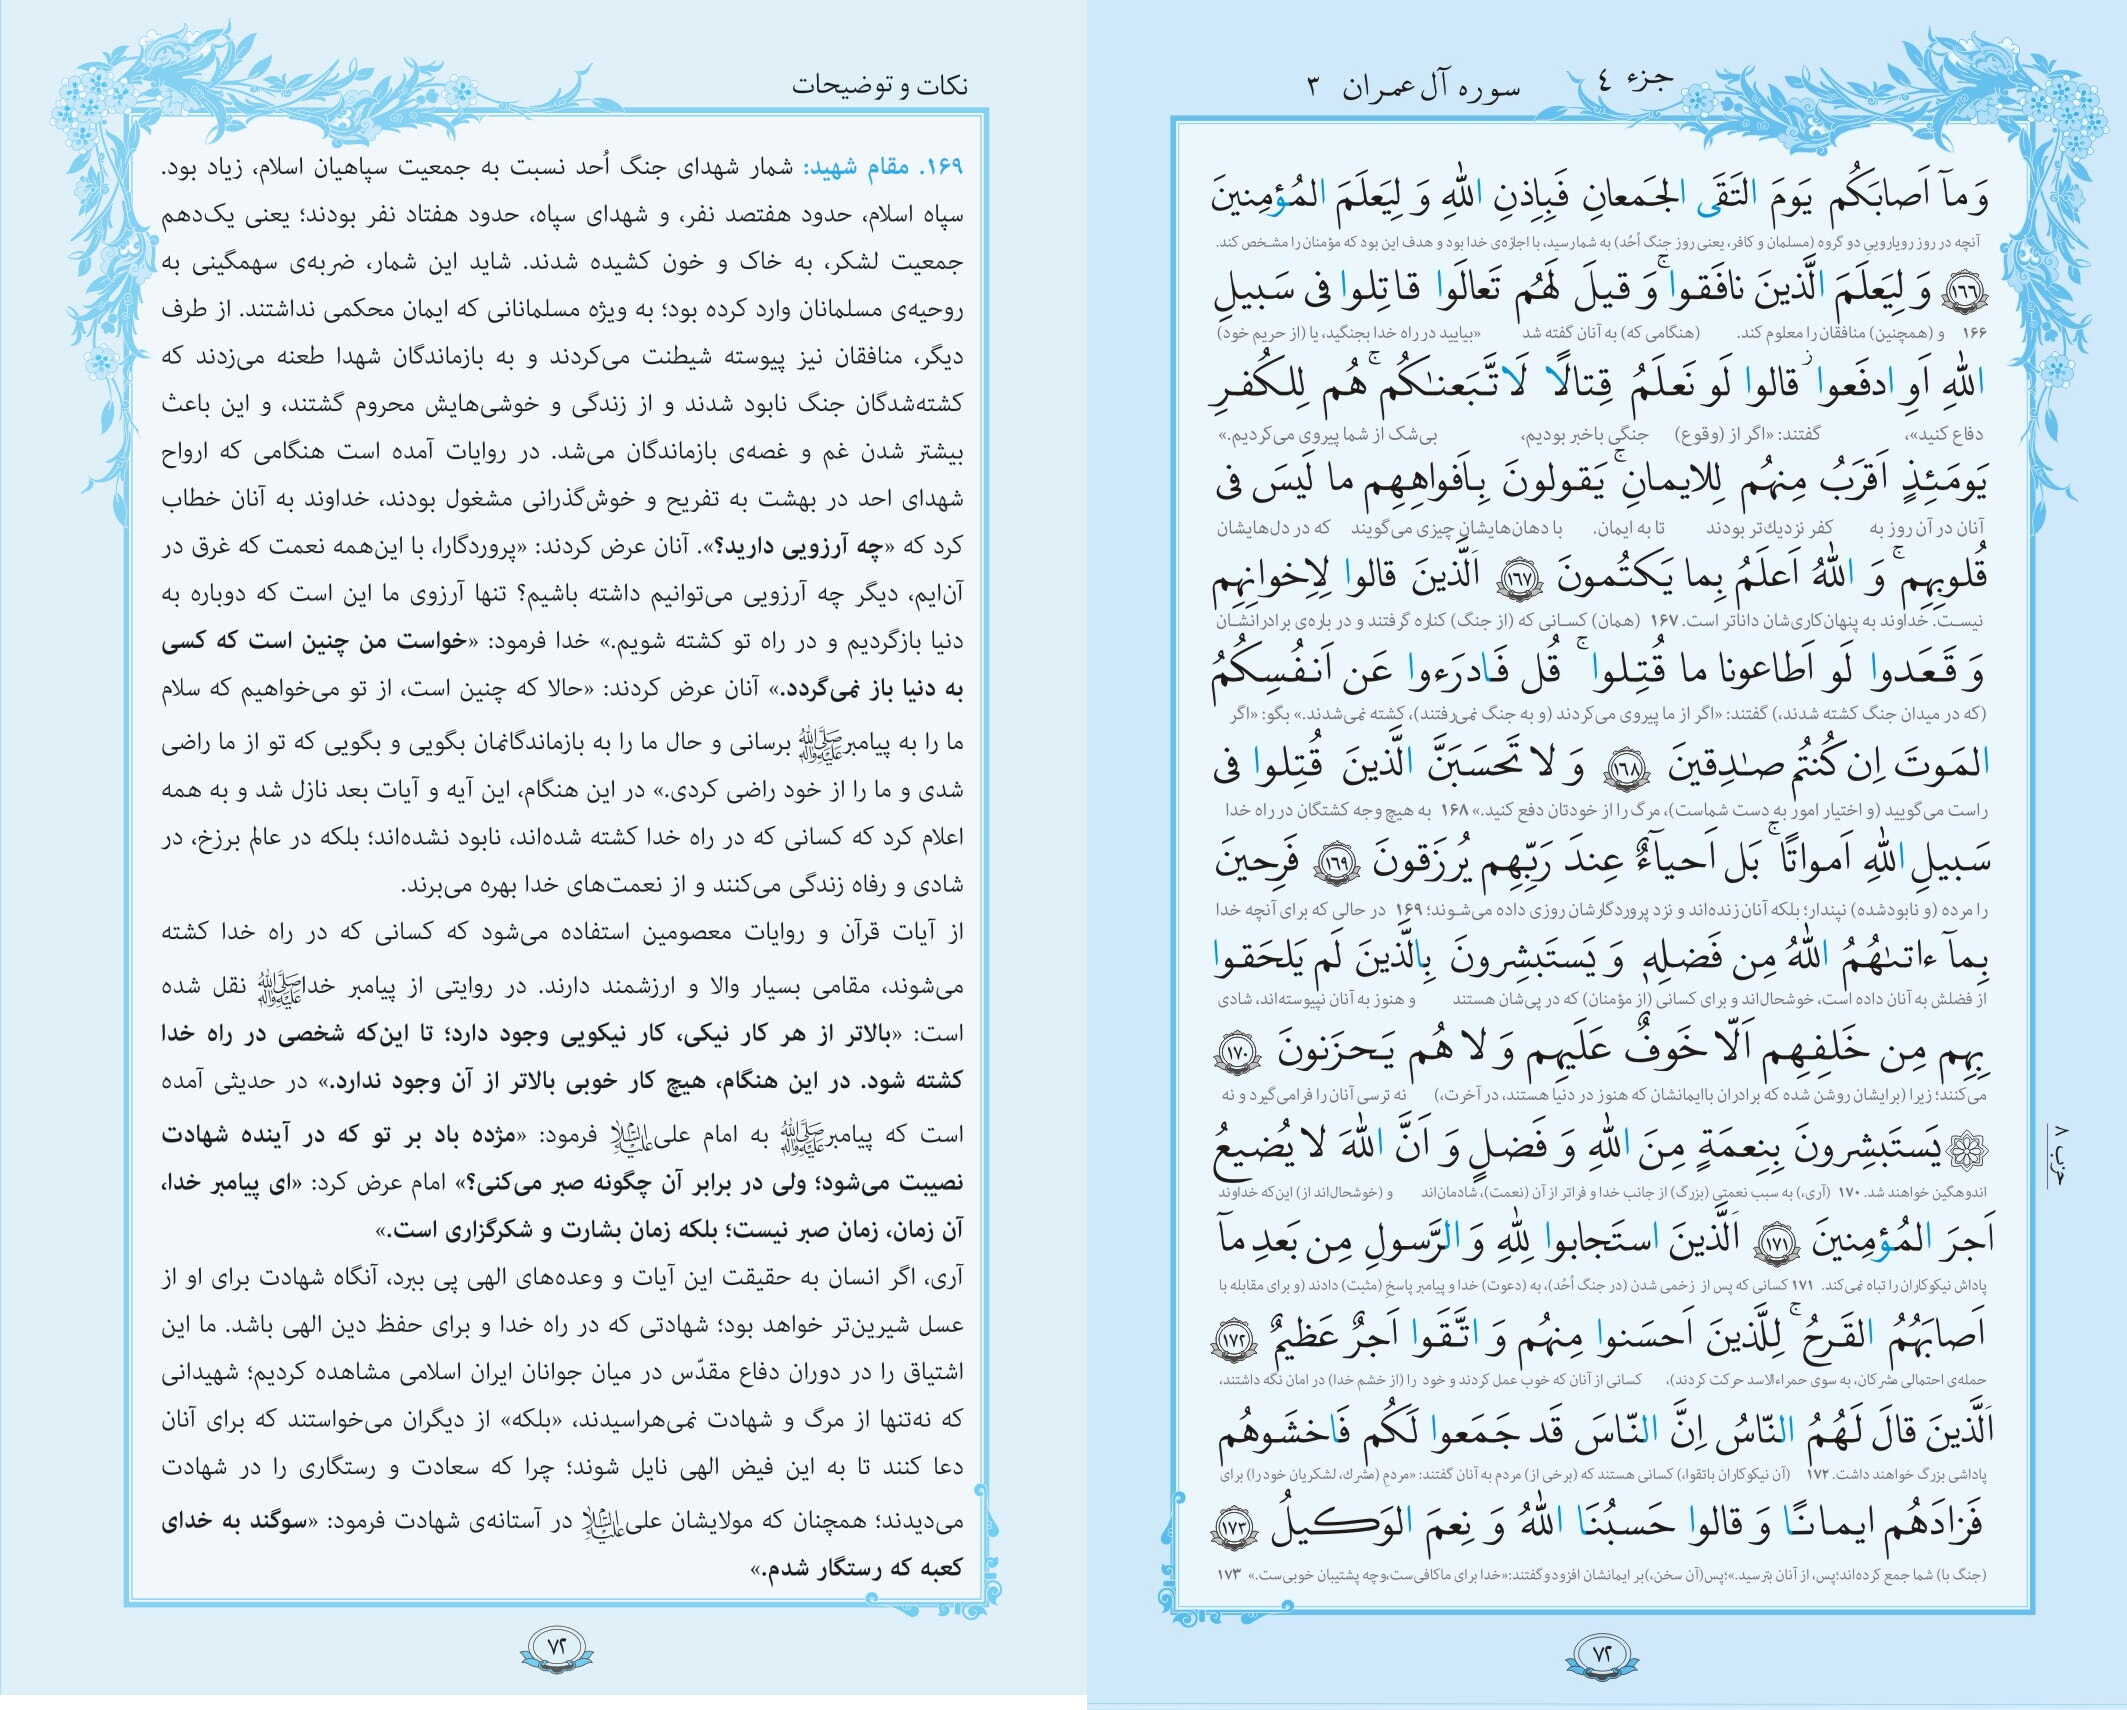 جزء ٤
سوره آل عمران ٣
وَمآ اَصابَكُم يَومَ التَقَى الجَمعانِ فَبِاِذنِ اللّٰهِ وَ لِيَعلَمَ المُؤمِنينَ
آنچه در روز رویاروییِ دو گروه (مسلمان و کافر، یعنی روز جنگ اُحُد) به شما رسید، با اجازه‌ی خدا بود و هدف این بود که مؤمنان را مشخص کند.
﴿١٦٦﴾ وَ لِيَعلَمَ الَّذينَ نافَقوا ۚ وَ قيلَ لَهُم تَعالَوا قاتِلوا فى سَبيلِ
۱۶۶ و (همچنین) منافقان را معلوم کند. (هنگامی که) به آنان گفته شد «بیایید در راه خدا بجنگید، یا (از حریم خود)
اللّٰهِ اَوِ ادفَعوا ۖ قالوا لَو نَعلَمُ قِتالًا لَاتَّبَعنٰكُم ۚ هُم لِلكُفرِ
دفاع کنید»، گفتند: «اگر از (وقوع) جنگی باخبر بودیم، بی‌شک از شما پیروی می‌کردیم.»
يَومَئِذٍ اَقرَبُ مِنهُم لِلايمانِ ۚ يَقولونَ بِاَفواهِهِم ما لَيسَ فى
آنان در آن روز به کفر نزدیك‌تر بودند تا به ایمان. با دهان‌هایشان چیزی می‌گویند که در دل‌هایشان
قُلوبِهِم ۚ وَ اللّٰهُ اَعلَمُ بِما يَكتُمونَ ﴿١٦٧﴾ اَلَّذينَ قالوا لِاِخوانِهِم
نیست. خداوند به پنهان‌کاری‌شان داناتر است. ۱۶۷ (همان) کسانی که (از جنگ) کناره گرفتند و در باره‌ی برادرانشان
وَ قَعَدوا لَو اَطاعونا ما قُتِلوا ۚ قُل فَادرَءوا عَن اَنفُسِكُمُ
(که در میدان جنگ کشته شدند،) گفتند: «اگر از ما پیروی می‌کردند (و به جنگ نمی‌رفتند)، کشته نمی‌شدند.» بگو: «اگر
المَوتَ اِن كُنتُم صـٰدِقينَ ﴿١٦٨﴾ وَ لا تَحسَبَنَّ الَّذينَ قُتِلوا فى
راست می‌گویید (و اختیار امور به دست شماست)، مرگ را از خودتان دفع کنید.» ۱۶۸ به هیچ وجه کشتگان در راه خدا
سَبيلِ اللّٰهِ اَمواتًا ۚ بَل اَحيآءٌ عِندَ رَبِّهِم يُرزَقونَ ﴿١٦٩﴾ فَرِحينَ
را مرده (و نابودشده) نپندار؛ بلکه آنان زنده‌اند و نزد پروردگارشان روزی داده می‌شوند؛ ۱۶۹ در حالی که برای آنچه خدا
بِمآ ءاتىٰهُمُ اللّٰهُ مِن فَضلِهٖ وَ يَستَبشِرونَ بِالَّذينَ لَم يَلحَقوا
از فضلش به آنان داده است، خوشحال‌اند و برای کسانی (از مؤمنان) که در پی‌شان هستند و هنوز به آنان نپیوسته‌اند، شادی
بِهِم مِن خَلفِهِم اَلّا خَوفٌ عَلَيهِم وَ لا هُم يَحزَنونَ ﴿١٧٠﴾
می‌کنند؛ زیرا (برایشان روشن شده که برادران باایمانشان که هنوز در دنیا هستند، در آخرت،) نه ترسی آنان را فرامی‌گیرد و نه
۞ يَستَبشِرونَ بِنِعمَةٍ مِنَ اللّٰهِ وَ فَضلٍ وَ اَنَّ اللّٰهَ لا يُضيعُ
اندوهگین خواهند شد. ۱۷۰ (آری،) به سبب نعمتی (بزرگ) از جانب خدا و فراتر از آن (نعمت)، شادمان‌اند و (خوشحال‌اند از) این‌که خداوند
اَجرَ المُؤمِنينَ ﴿١٧١﴾ اَلَّذينَ استَجابوا لِلّٰهِ وَ الرَّسولِ مِن بَعدِ مآ
پاداش نیکوکاران را تباه نمی‌کند. ۱۷۱ کسانی که پس از زخمی شدن (در جنگ اُحُد)، به (دعوت) خدا و پیامبر پاسخ (مثبت) دادند (و برای مقابله با
اَصابَهُمُ القَرحُ ۚ لِلَّذينَ اَحسَنوا مِنهُم وَ اتَّقَوا اَجرٌ عَظيمٌ ﴿١٧٢﴾
حمله‌ی احتمالی مشرکان، به سوی حمراءالاسد حرکت کردند)، کسانی از آنان که خوب عمل کردند و خود را (از خشم خدا) در امان نگه داشتند،
اَلَّذينَ قالَ لَهُمُ النّاسُ اِنَّ النّاسَ قَد جَمَعوا لَكُم فَاخشَوهُم
پاداشی بزرگ خواهند داشت. ۱۷۲ (آن نیکوکاران باتقوا،) کسانی هستند که (برخی از) مردم به آنان گفتند: «مردمِ (مشرك، لشکریان خود را) برای
فَزادَهُم ايمانًا وَ قالوا حَسبُنَا اللّٰهُ وَ نِعمَ الوَكيلُ ﴿١٧٣﴾
(جنگ با) شما جمع کرده‌اند؛ پس، از آنان بترسید.»؛ پس (آن سخن،) بر ایمانشان افزود و گفتند: «خدا برای ما کافی‌ست، و چه پشتیبان خوبی‌ست.» ۱۷۳
حزب ۸
۷۲
نکات و توضیحات
۱۶۹. مقام شهید: شمار شهدای جنگ اُحد نسبت به جمعیت سپاهیان اسلام، زیاد بود.
سپاه اسلام، حدود هفتصد نفر، و شهدای سپاه، حدود هفتاد نفر بودند؛ یعنی یک‌دهم
جمعیت لشکر، به خاک و خون کشیده شدند. شاید این شمار، ضربه‌ی سهمگینی به
روحیه‌ی مسلمانان وارد کرده بود؛ به ویژه مسلمانانی که ایمان محکمی نداشتند. از طرف
دیگر، منافقان نیز پیوسته شیطنت می‌کردند و به بازماندگان شهدا طعنه می‌زدند که
کشته‌شدگان جنگ نابود شدند و از زندگی و خوشی‌هایش محروم گشتند، و این باعث
بیشتر شدن غم و غصه‌ی بازماندگان می‌شد. در روایات آمده است هنگامی که ارواح
شهدای احد در بهشت به تفریح و خوش‌گذرانی مشغول بودند، خداوند به آنان خطاب
کرد که «چه آرزویی دارید؟». آنان عرض کردند: «پروردگارا، با این‌همه نعمت که غرق در
آن‌ایم، دیگر چه آرزویی می‌توانیم داشته باشیم؟ تنها آرزوی ما این است که دوباره به
دنیا بازگردیم و در راه تو کشته شویم.» خدا فرمود: «خواست من چنین است که کسی
به دنیا باز نمی‌گردد.» آنان عرض کردند: «حالا که چنین است، از تو می‌خواهیم که سلام
ما را به پیامبر صلی الله علیه وآله برسانی و حال ما را به بازماندگانمان بگویی و بگویی که تو از ما راضی
شدی و ما را از خود راضی کردی.» در این هنگام، این آیه و آیات بعد نازل شد و به همه
اعلام کرد که کسانی که در راه خدا کشته شده‌اند، نابود نشده‌اند؛ بلکه در عالم برزخ، در
شادی و رفاه زندگی می‌کنند و از نعمت‌های خدا بهره می‌برند.
از آیات قرآن و روایات معصومین استفاده می‌شود که کسانی که در راه خدا کشته
می‌شوند، مقامی بسیار والا و ارزشمند دارند. در روایتی از پیامبر خدا صلی الله علیه وآله نقل شده
است: «بالاتر از هر کار نیکی، کار نیکویی وجود دارد؛ تا این‌که شخصی در راه خدا
کشته شود. در این هنگام، هیچ کار خوبی بالاتر از آن وجود ندارد.» در حدیثی آمده
است که پیامبر صلی الله علیه وآله به امام علی علیه السلام فرمود: «مژده باد بر تو که در آینده شهادت
نصیبت می‌شود؛ ولی در برابر آن چگونه صبر می‌کنی؟» امام عرض کرد: «ای پیامبر خدا،
آن زمان، زمان صبر نیست؛ بلکه زمان بشارت و شکرگزاری است.»
آری، اگر انسان به حقیقت این آیات و وعده‌های الهی پی ببرد، آنگاه شهادت برای او از
عسل شیرین‌تر خواهد بود؛ شهادتی که در راه خدا و برای حفظ دین الهی باشد. ما این
اشتیاق را در دوران دفاع مقدّس در میان جوانان ایران اسلامی مشاهده کردیم؛ شهیدانی
که نه‌تنها از مرگ و شهادت نمی‌هراسیدند، «بلکه» از دیگران می‌خواستند که برای آنان
دعا کنند تا به این فیض الهی نایل شوند؛ چرا که سعادت و رستگاری را در شهادت
می‌دیدند؛ همچنان که مولایشان علی علیه السلام در آستانه‌ی شهادت فرمود: «سوگند به خدای
کعبه که رستگار شدم.»
۷۲